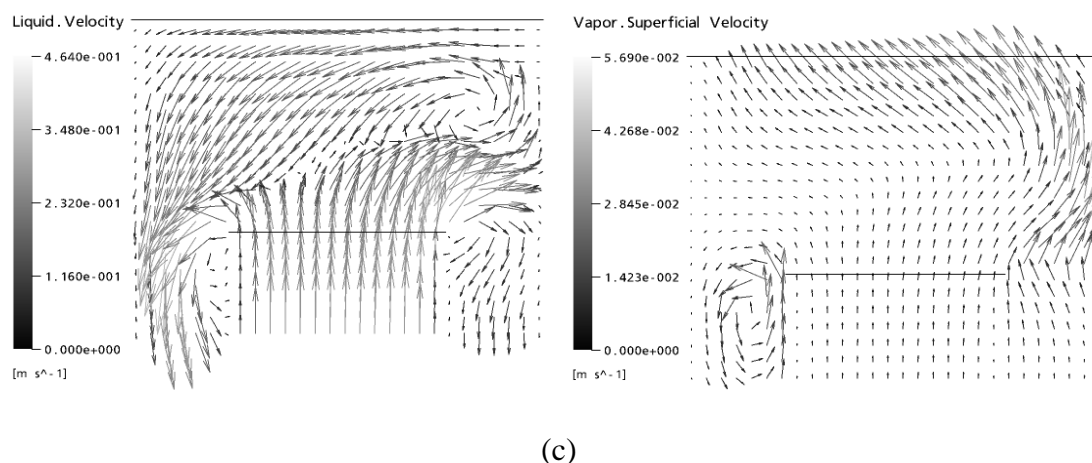 Liquid.Velocity
4.640e-001
3.480e-001
2.320e-001
1.160e-001
0.000e+000
[m s^-1]
Vapor.Superficial Velocity
5.690e-002
4.268e-002
2.845e-002
1.423e-002
0.000e+000
[m s^-1]
(c)